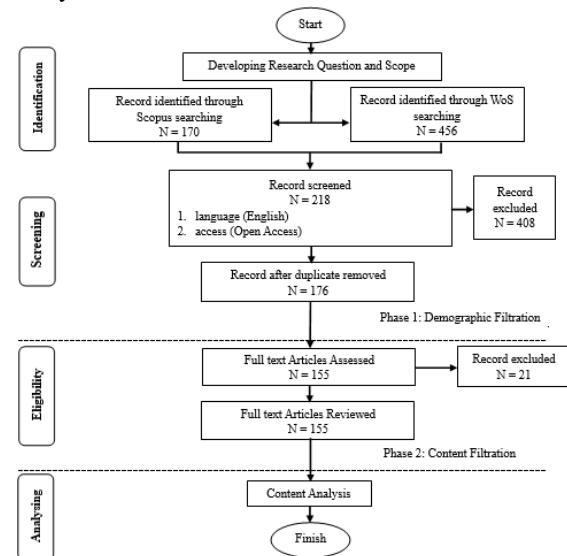 Start
Identification
Developing Research Question and Scope
Record identified through
Scopus searching
N = 170
Record identified through WoS
searching
N = 456
Screening
Record screened
N = 218
1. language (English)
2. access (Open Access)
Record
excluded
N = 408
Record after duplicate removed
N = 176
Phase 1: Demographic Filtration
Eligibility
Full text Articles Assessed
N = 155
Record excluded
N = 21
Full text Articles Reviewed
N = 155
Phase 2: Content Filtration
Analysing
Content Analysis
Finish